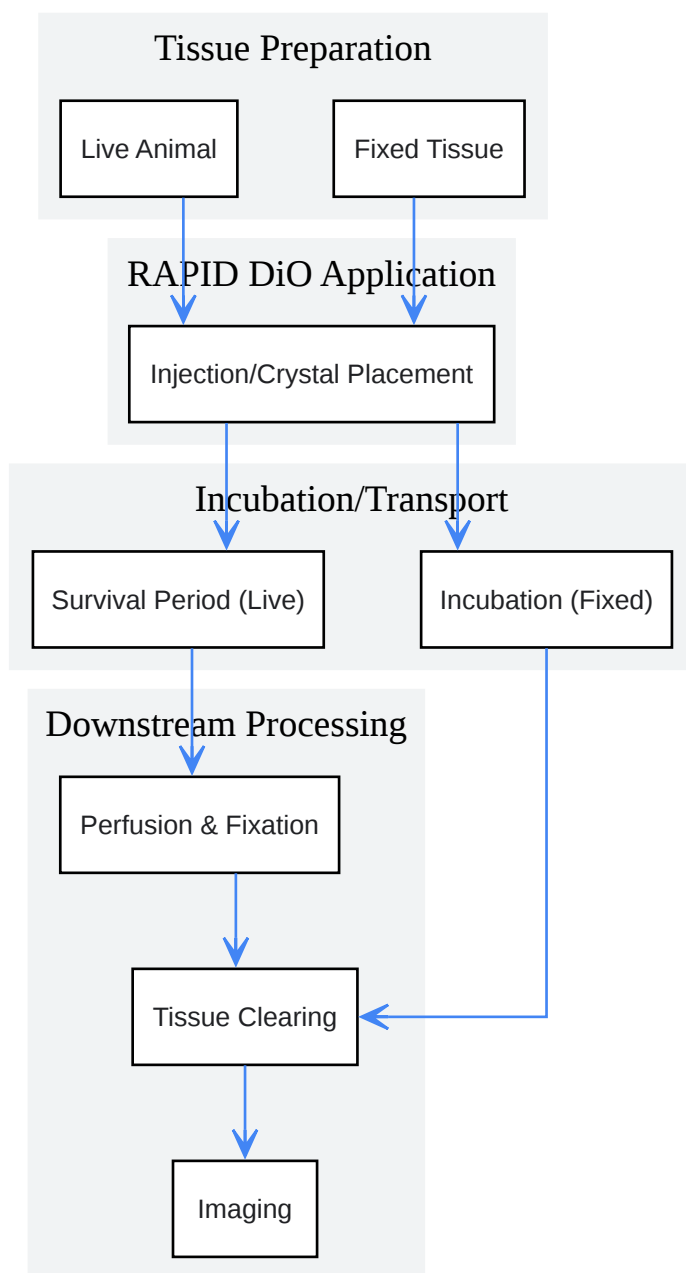 Tissue Preparation
Live Animal
Fixed Tissue
RAPID DiO Application
Injection/Crystal Placement
Incubation/Transport
Survival Period (Live)
Incubation (Fixed)
Downstream Processing
Perfusion & Fixation
Tissue Clearing
Imaging